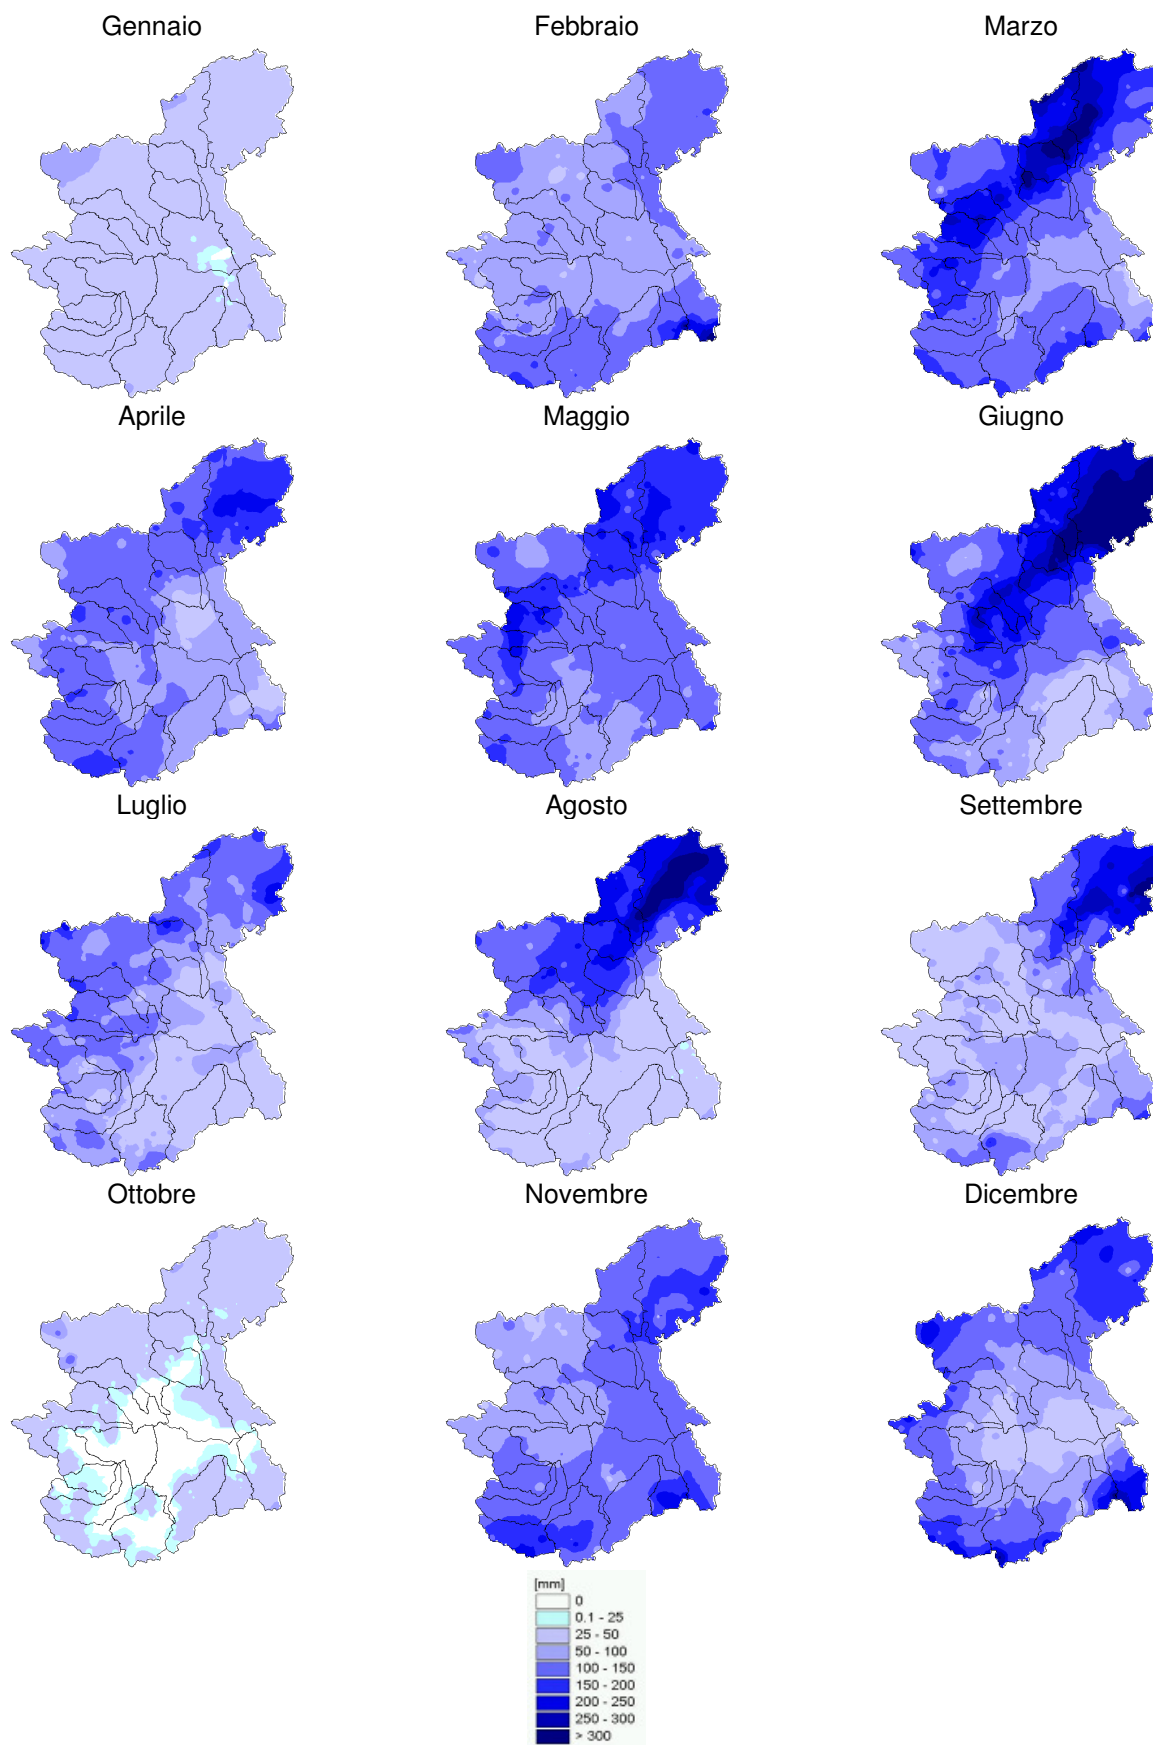 Gennaio Febbraio Marzo
Aprile Maggio Giugno
Luglio Agosto Settembre
Ottobre Novembre Dicembre
[mm]
0
0.1 - 25
25 - 50
50 - 100
100 - 150
150 - 200
200 - 250
250 - 300
> 300